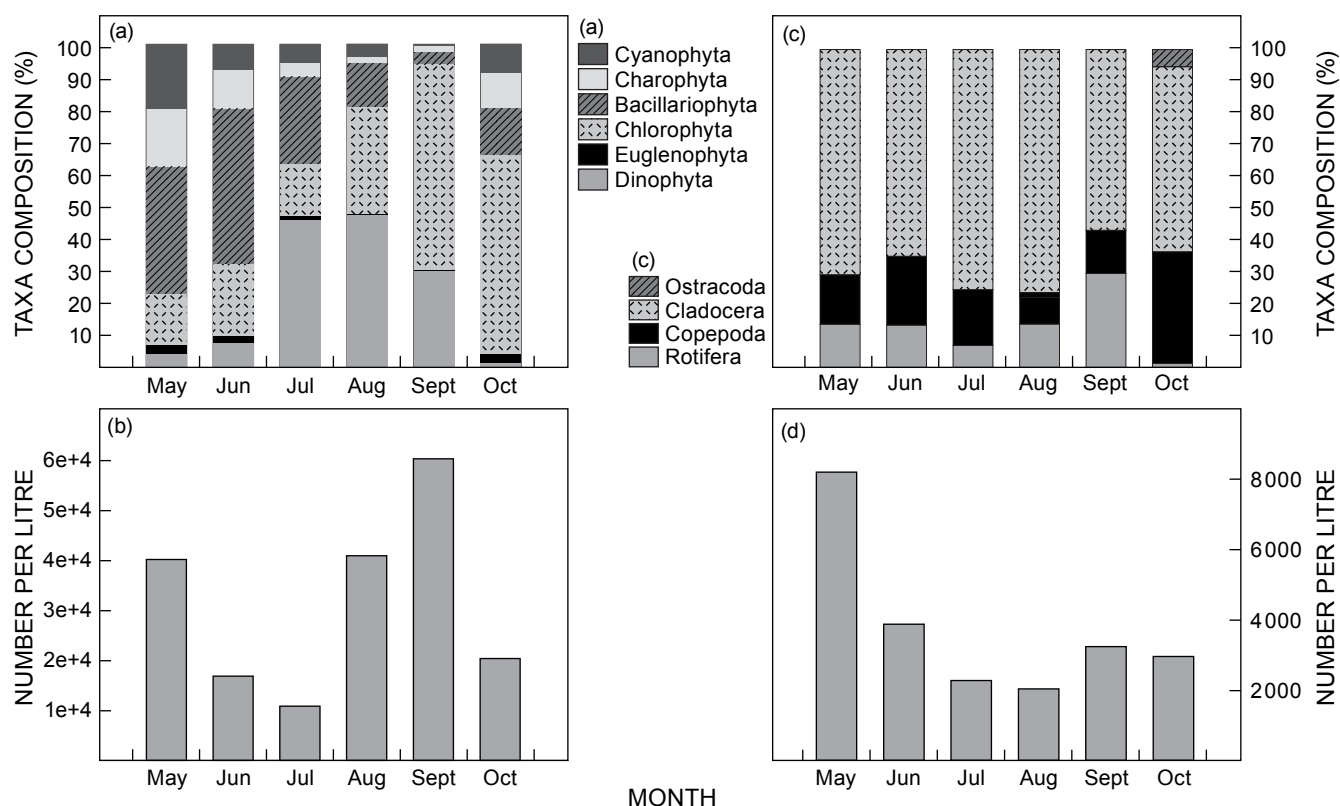 (a)
TAXA COMPOSITION (%)
100
90
80
70
60
50
40
30
20
10
May Jun Jul Aug Sept Oct
(a)
Cyanophyta
Charophyta
Bacillariophyta
Chlorophyta
Euglenophyta
Dinophyta
(c)
Ostracoda
Cladocera
Copepoda
Rotifera
(c)
100
90
80
70
60
50
40
30
20
10
TAXA COMPOSITION (%)
May Jun Jul Aug Sept Oct
(b)
NUMBER PER LITRE
6e+4
5e+4
4e+4
3e+4
2e+4
1e+4
May Jun Jul Aug Sept Oct
(d)
8000
6000
4000
2000
NUMBER PER LITRE
May Jun Jul Aug Sept Oct
MONTH